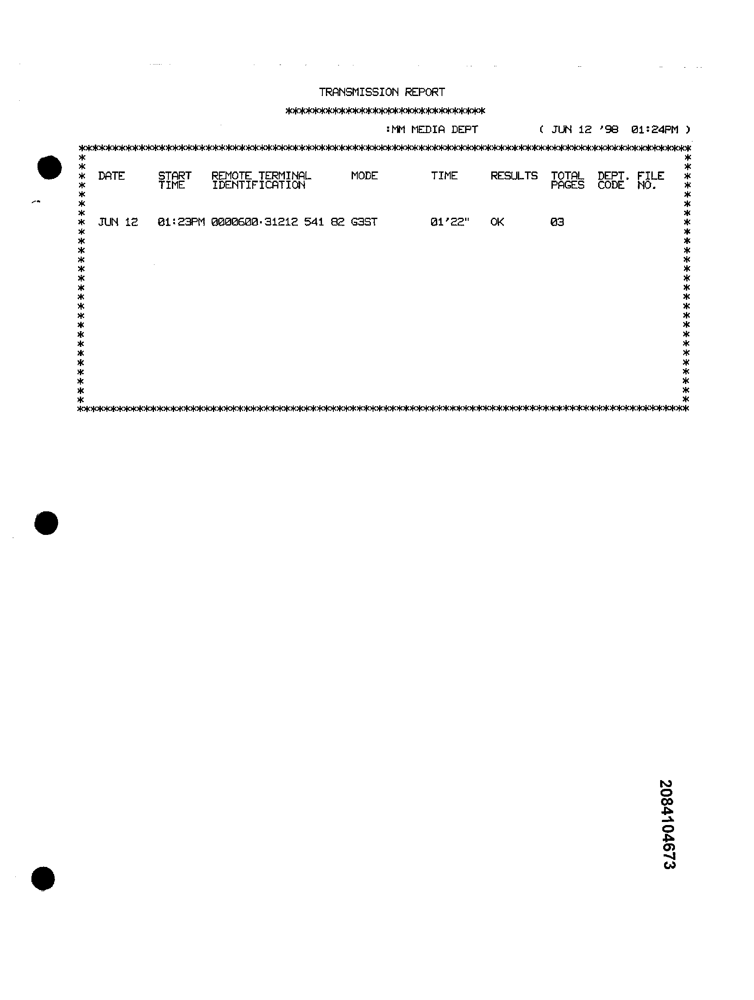 TRANSMISSION REPORT
******************************
:MM MEDIA DEPT ( JUN 12 '98 01:24PM )
DATE START TIME REMOTE TERMINAL IDENTIFICATION MODE TIME RESULTS TOTAL PAGES DEPT. CODE FILE NO.
JUN 12 01:23PM 0000600·31212 541 82 G3ST 01'22" OK 03
2084104673